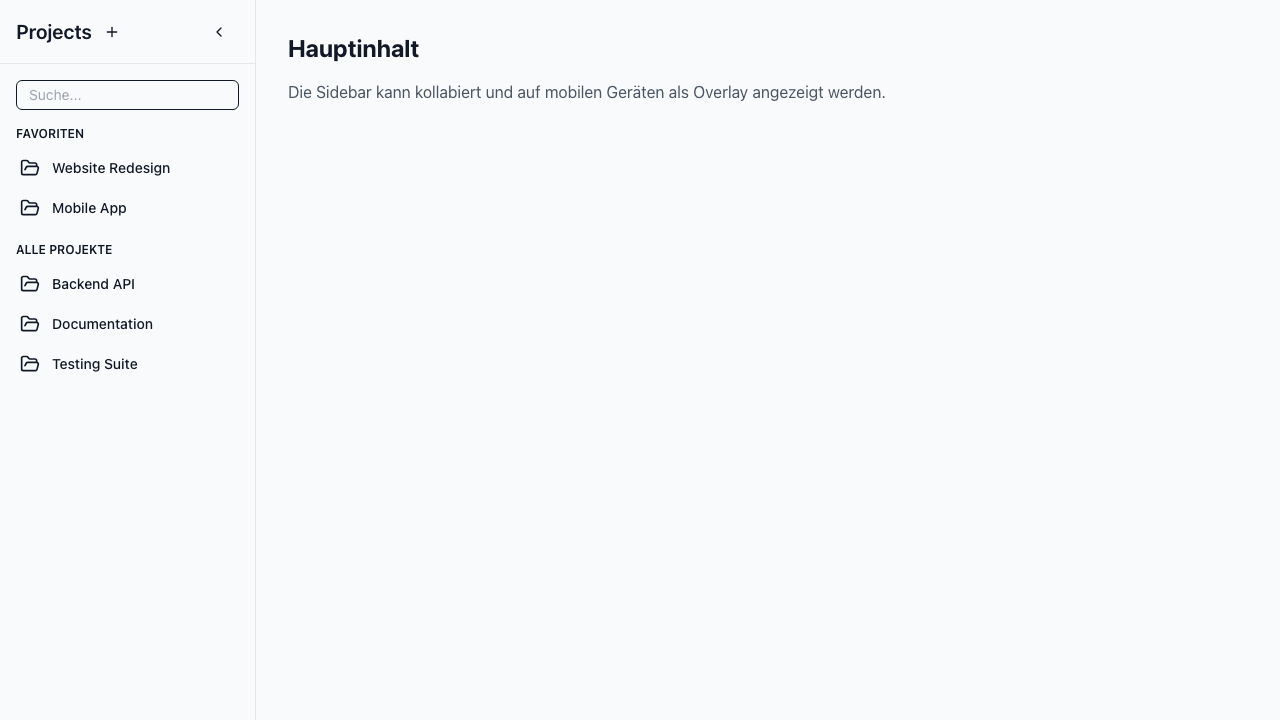 Projects
Suche...
FAVORITEN
Website Redesign
Mobile App
ALLE PROJEKTE
Backend API
Documentation
Testing Suite
Hauptinhalt
Die Sidebar kann kollabiert und auf mobilen Geräten als Overlay angezeigt werden.